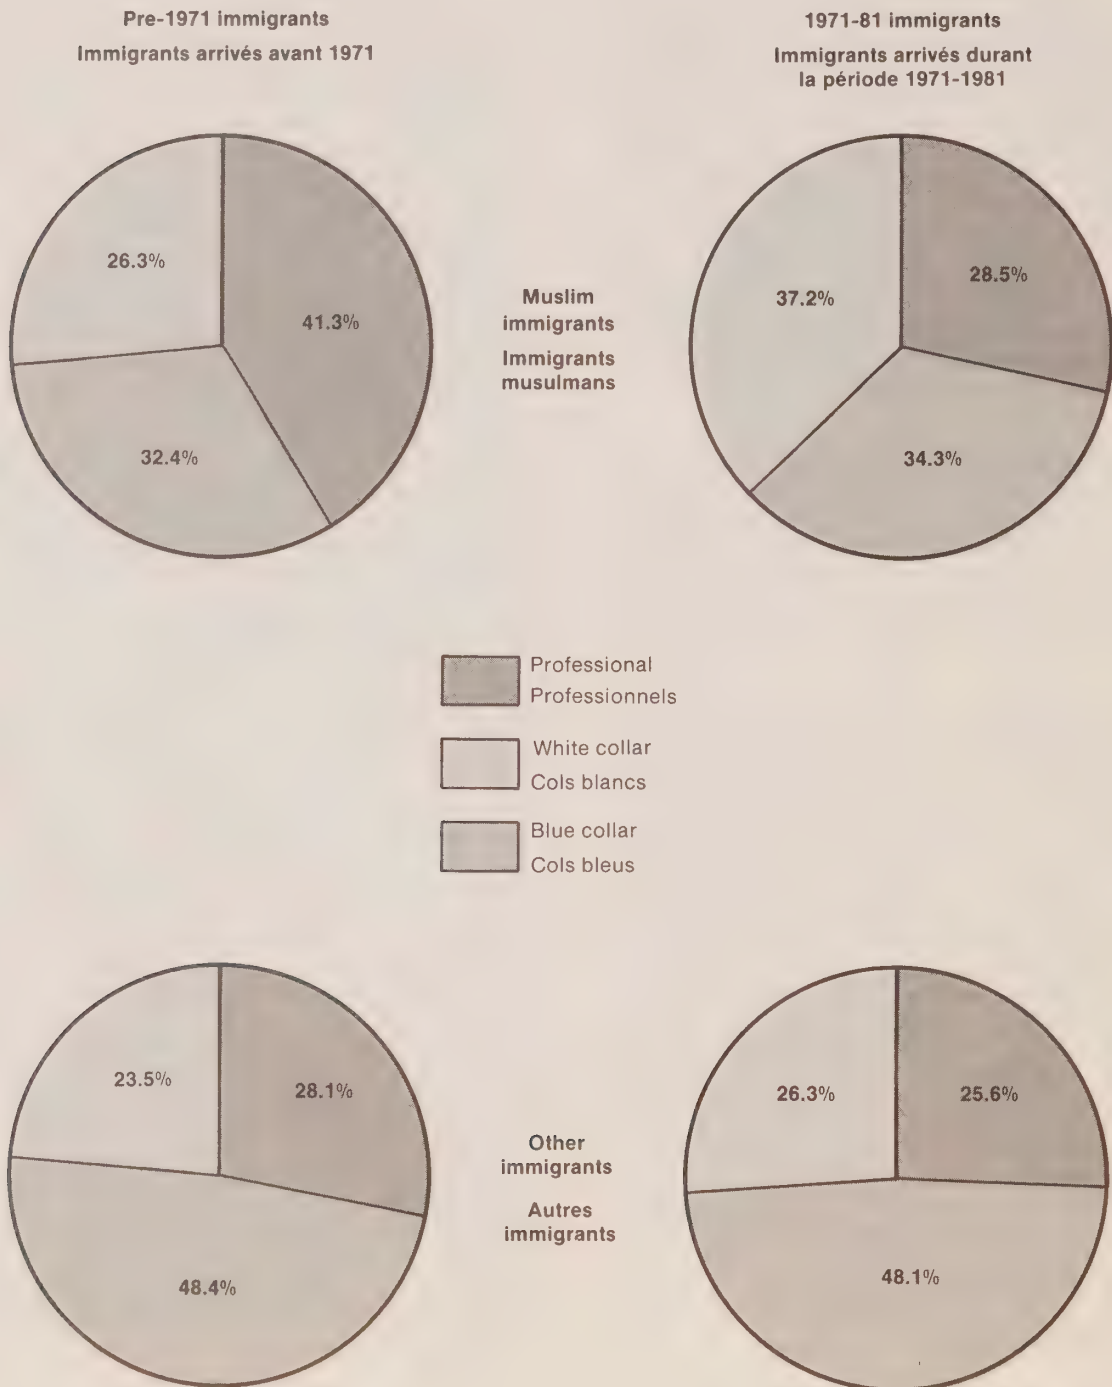 Pre-1971 immigrants
Immigrants arrivés avant 1971
1971-81 immigrants
Immigrants arrivés durant
la période 1971-1981
26.3%
41.3%
32.4%
Muslim
immigrants
Immigrants
musulmans
37.2%
28.5%
34.3%
Professional
Professionnels
White collar
Cols blancs
Blue collar
Cols bleus
23.5%
28.1%
48.4%
Other
immigrants
Autres
immigrants
26.3%
25.6%
48.1%